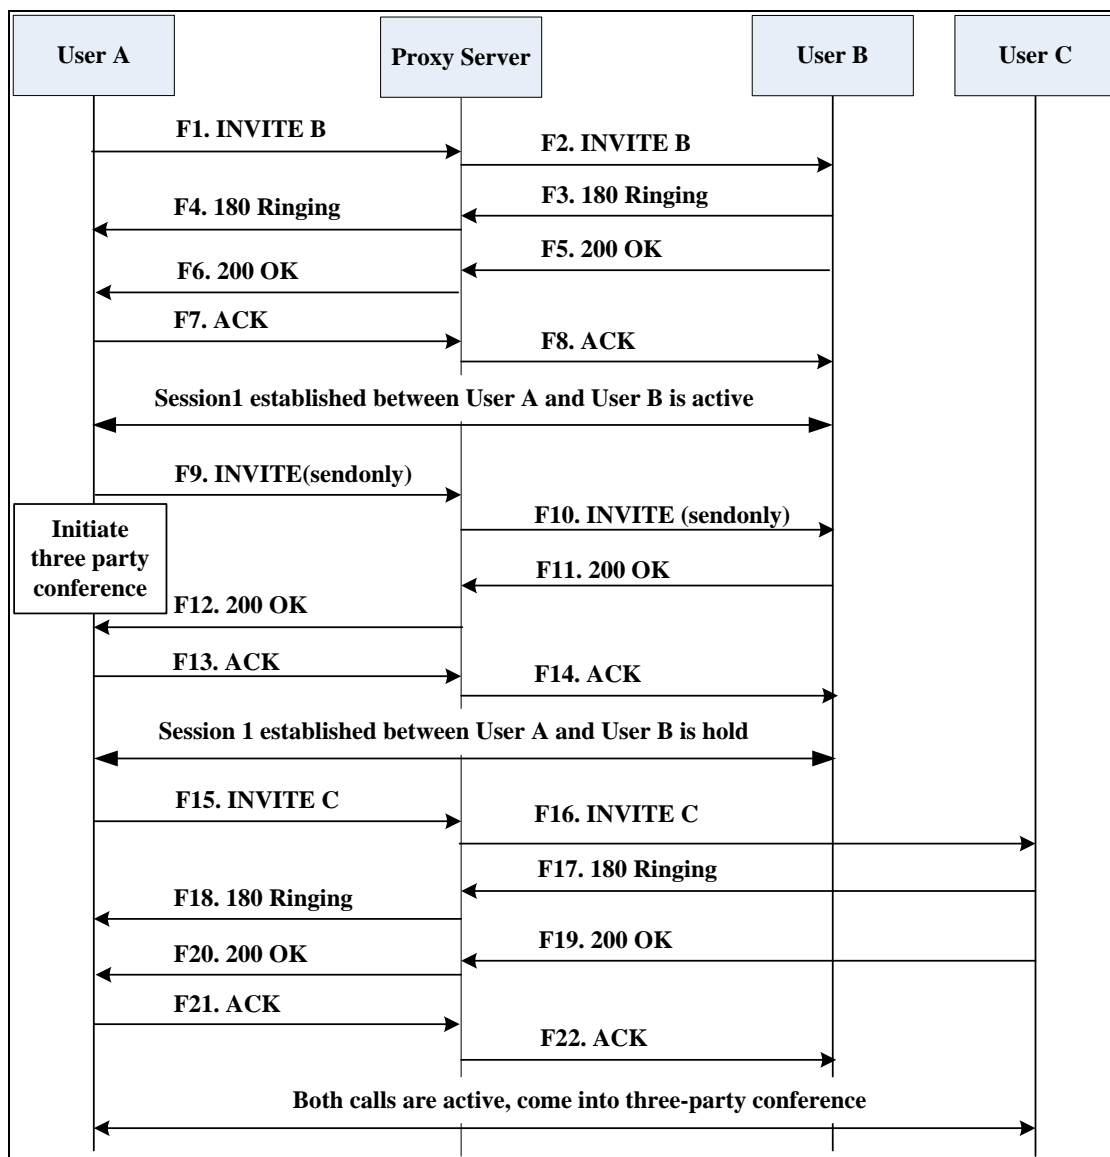 User A
Proxy Server
User B
User C
F1. INVITE B
F2. INVITE B
F3. 180 Ringing
F4. 180 Ringing
F5. 200 OK
F6. 200 OK
F7. ACK
F8. ACK
Session1 established between User A and User B is active
F9. INVITE(sendonly)
Initiate
three party
conference
F10. INVITE (sendonly)
F11. 200 OK
F12. 200 OK
F13. ACK
F14. ACK
Session 1 established between User A and User B is hold
F15. INVITE C
F16. INVITE C
F17. 180 Ringing
F18. 180 Ringing
F19. 200 OK
F20. 200 OK
F21. ACK
F22. ACK
Both calls are active, come into three-party conference